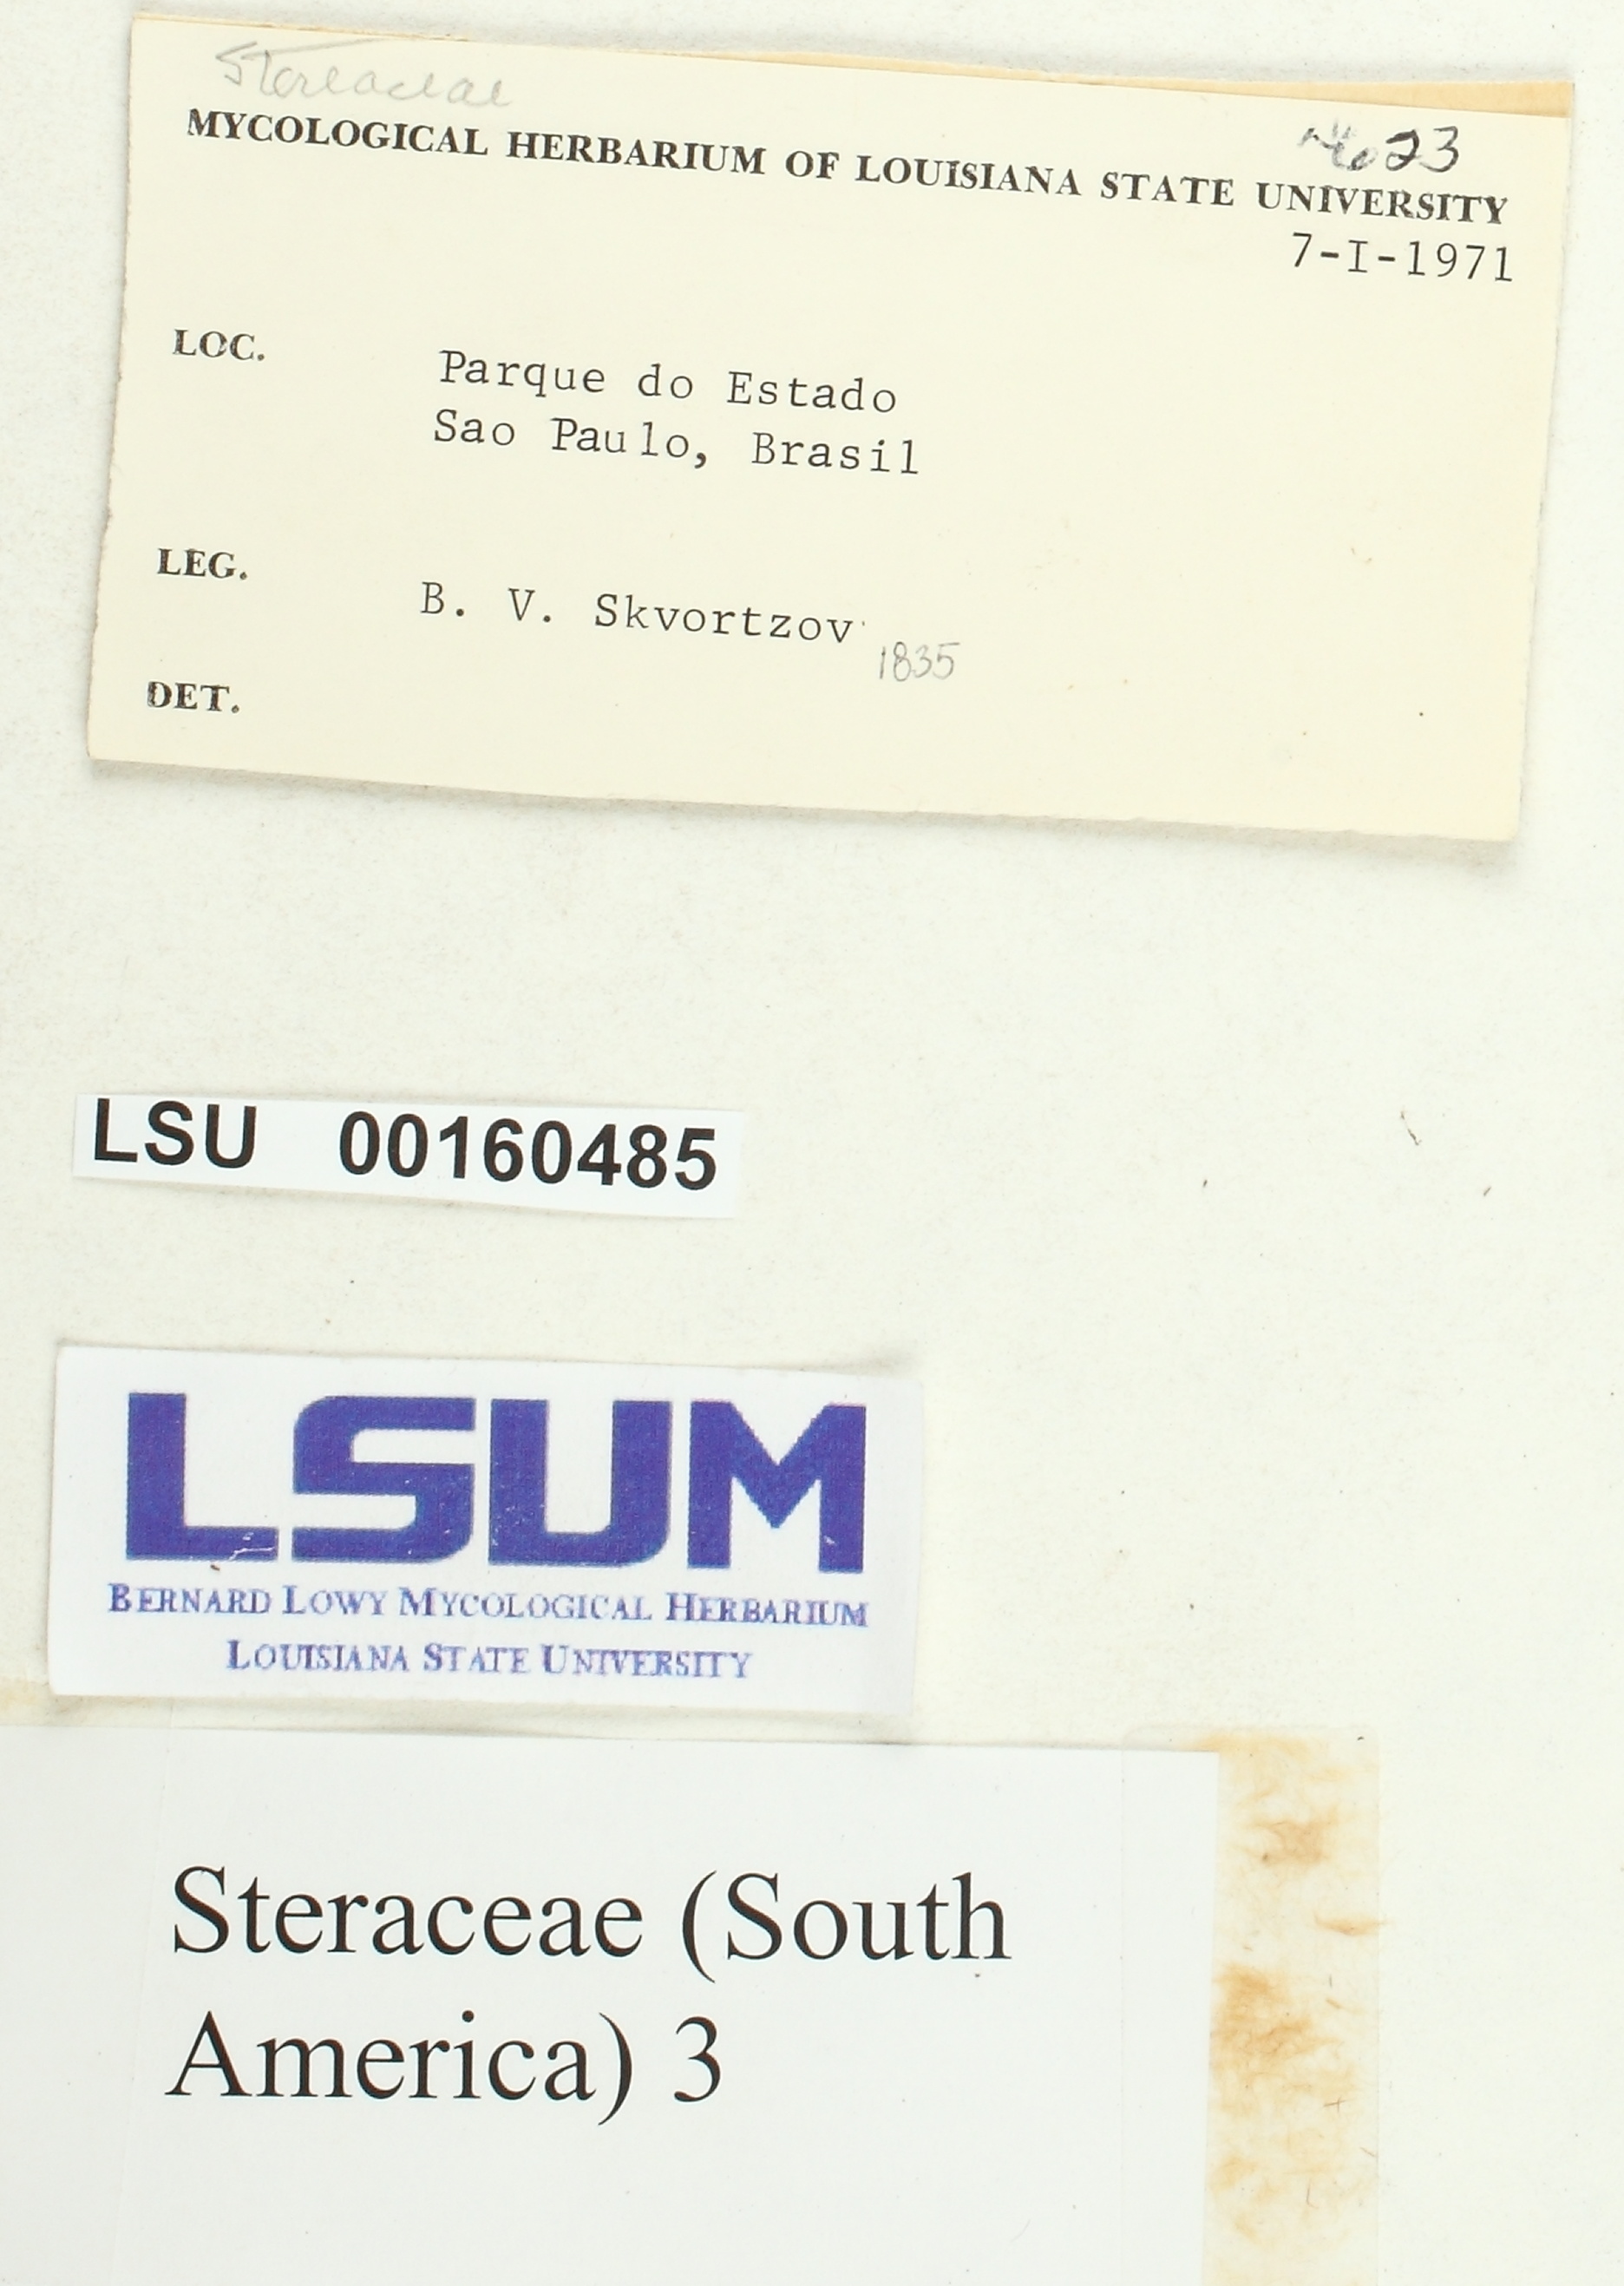 Stereaceae
MYCOLOGICAL HERBARIUM OF LOUISIANA STATE UNIVERSITY
7-I-1971
LOC.
Parque do Estado
Sao Paulo, Brasil
LEG.
B. V. Skvortzov
1835
DET.
LSU 00160485
LSUM
BERNARD LOWY MYCOLOGICAL HERBARIUM
LOUISIANA STATE UNIVERSITY
Steraceae (South
America) 3